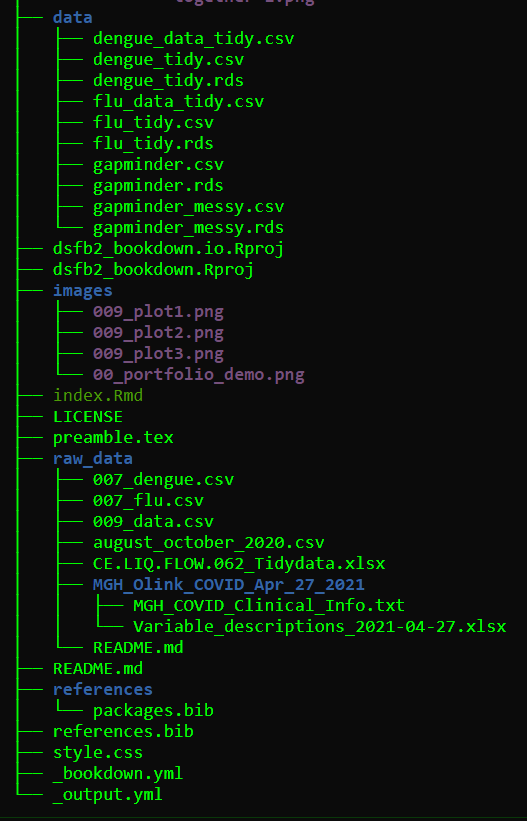 ├── data
│   ├── dengue_data_tidy.csv
│   ├── dengue_tidy.csv
│   ├── dengue_tidy.rds
│   ├── flu_data_tidy.csv
│   ├── flu_tidy.csv
│   ├── flu_tidy.rds
│   ├── gapminder.csv
│   ├── gapminder.rds
│   ├── gapminder_messy.csv
│   └── gapminder_messy.rds
├── dsfb2_bookdown.io.Rproj
├── dsfb2_bookdown.Rproj
├── images
│   ├── 009_plot1.png
│   ├── 009_plot2.png
│   ├── 009_plot3.png
│   └── 00_portfolio_demo.png
├── index.Rmd
├── LICENSE
├── preamble.tex
├── raw_data
│   ├── 007_dengue.csv
│   ├── 007_flu.csv
│   ├── 009_data.csv
│   ├── august_october_2020.csv
│   ├── CE.LIQ.FLOW.062_Tidydata.xlsx
│   ├── MGH_Olink_COVID_Apr_27_2021
│   │   ├── MGH_COVID_Clinical_Info.txt
│   │   └── Variable_descriptions_2021-04-27.xlsx
│   └── README.md
├── README.md
├── references
│   └── packages.bib
├── references.bib
├── style.css
├── _bookdown.yml
└── _output.yml